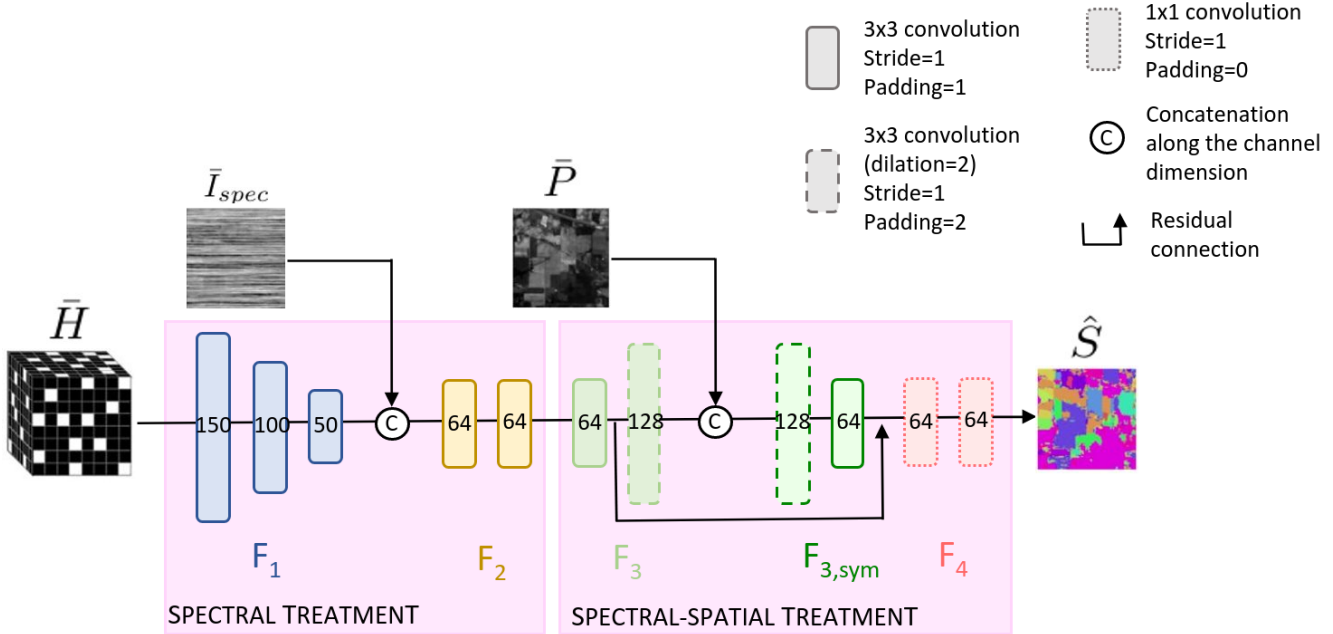 3x3 convolution
Stride=1
Padding=1
1x1 convolution
Stride=1
Padding=0
3x3 convolution
(dilation=2)
Stride=1
Padding=2
C
Concatenation
along the channel
dimension
Residual
connection
Ī_spec
P̄
H̄
Ŝ
150
100
50
C
64
64
64
128
C
128
64
64
64
F₁
F₂
F₃
F₃,sym
F₄
SPECTRAL TREATMENT
SPECTRAL-SPATIAL TREATMENT